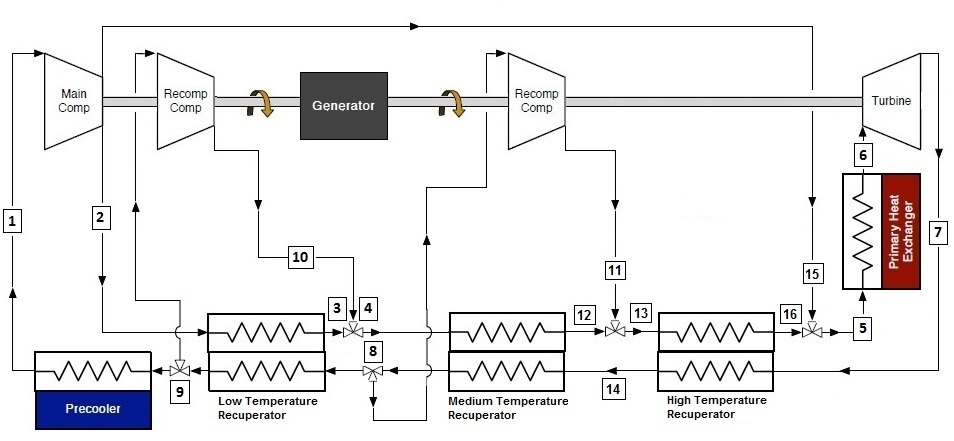 Main
Comp
Recomp
Comp
Generator
Recomp
Comp
Turbine
6
1
2
Primary Heat
Exchanger
7
10
11
15
3
4
12
13
16
5
8
9
14
Precooler
Low Temperature
Recuperator
Medium Temperature
Recuperator
High Temperature
Recuperator